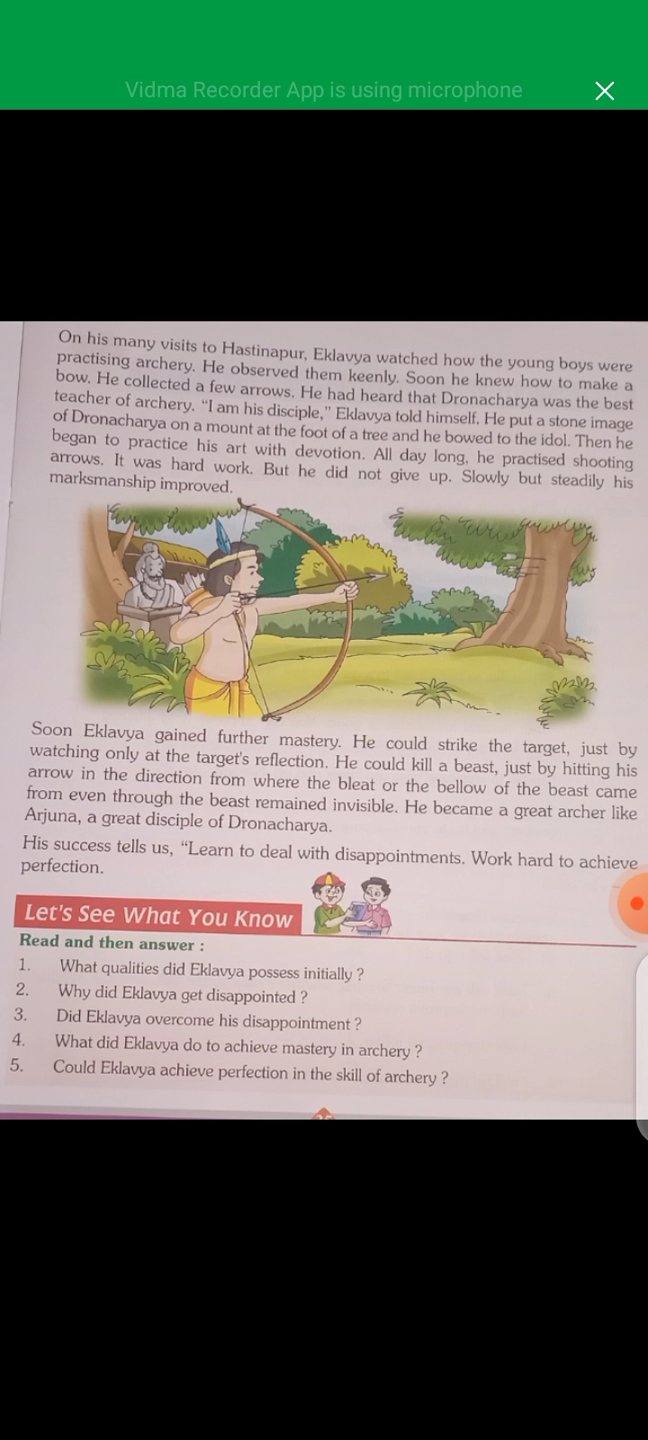 Vidma Recorder App is using microphone
On his many visits to Hastinapur, Eklavya watched how the young boys were
practising archery. He observed them keenly. Soon he knew how to make a
bow. He collected a few arrows. He had heard that Dronacharya was the best
teacher of archery. “I am his disciple,” Eklavya told himself. He put a stone image
of Dronacharya on a mount at the foot of a tree and he bowed to the idol. Then he
began to practice his art with devotion. All day long, he practised shooting
arrows. It was hard work. But he did not give up. Slowly but steadily his
marksmanship improved.
Soon Eklavya gained further mastery. He could strike the target, just by
watching only at the target's reflection. He could kill a beast, just by hitting his
arrow in the direction from where the bleat or the bellow of the beast came
from even through the beast remained invisible. He became a great archer like
Arjuna, a great disciple of Dronacharya.
His success tells us, “Learn to deal with disappointments. Work hard to achieve
perfection.
Let's See What You Know
Read and then answer :
1. What qualities did Eklavya possess initially ?
2. Why did Eklavya get disappointed ?
3. Did Eklavya overcome his disappointment ?
4. What did Eklavya do to achieve mastery in archery ?
5. Could Eklavya achieve perfection in the skill of archery ?